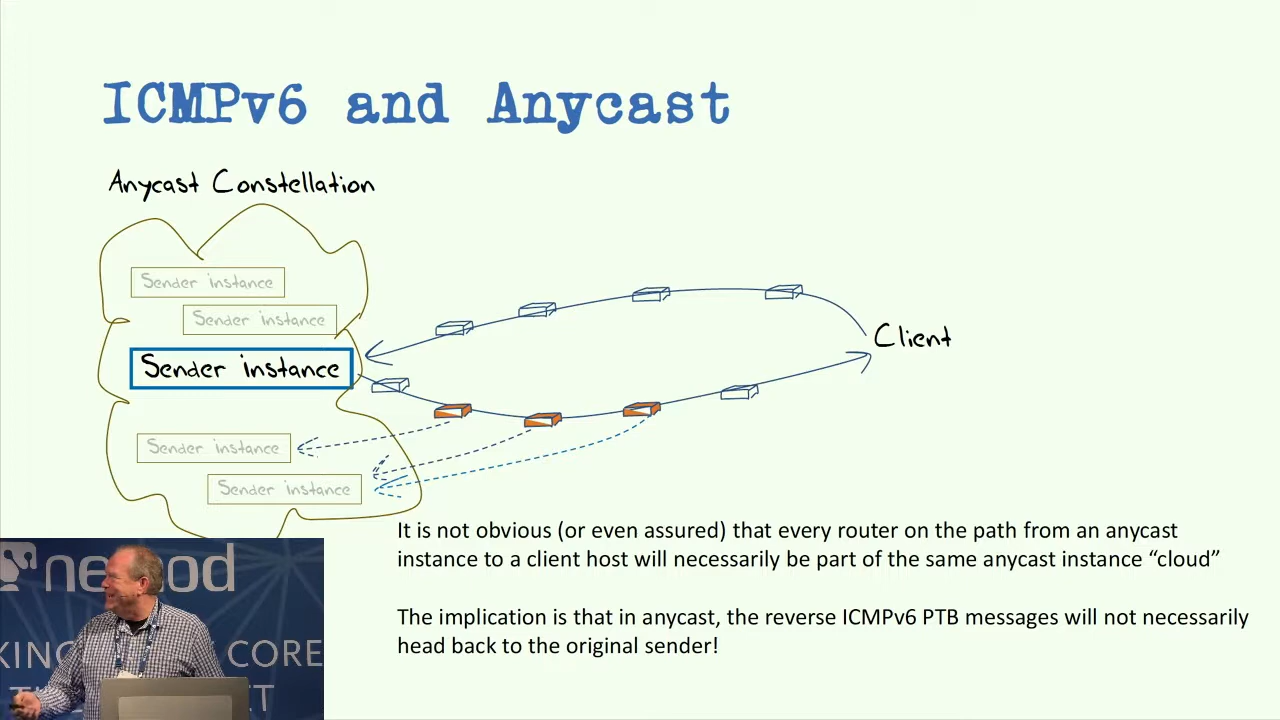 ICMPv6 and Anycast
Anycast Constellation
Sender instance
Sender instance
Sender instance
Client
Sender instance
Sender instance
It is not obvious (or even assured) that every router on the path from an anycast
instance to a client host will necessarily be part of the same anycast instance “cloud”
The implication is that in anycast, the reverse ICMPv6 PTB messages will not necessarily
head back to the original sender!
CORE